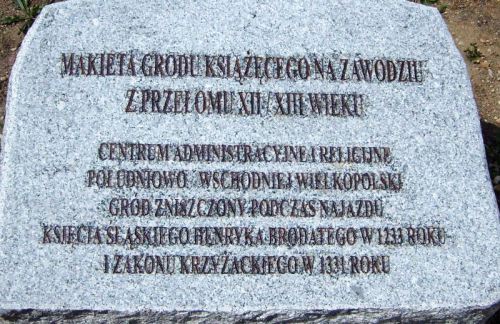 MAKIETA GRODU KSIĄŻĘCEGO NA ZAWODZIU
Z PRZEŁOMU XII / XIII WIEKU
CENTRUM ADMINISTRACYJNE I RELIGIJNE
POŁUDNIOWO - WSCHODNIEJ WIELKOPOLSKI
GRÓD ZNISZCZONY PODCZAS NAJAZDU
KSIĘCIA ŚLĄSKIEGO HENRYKA BRODATEGO W 1233 ROKU
I ZAKONU KRZYŻACKIEGO W 1331 ROKU